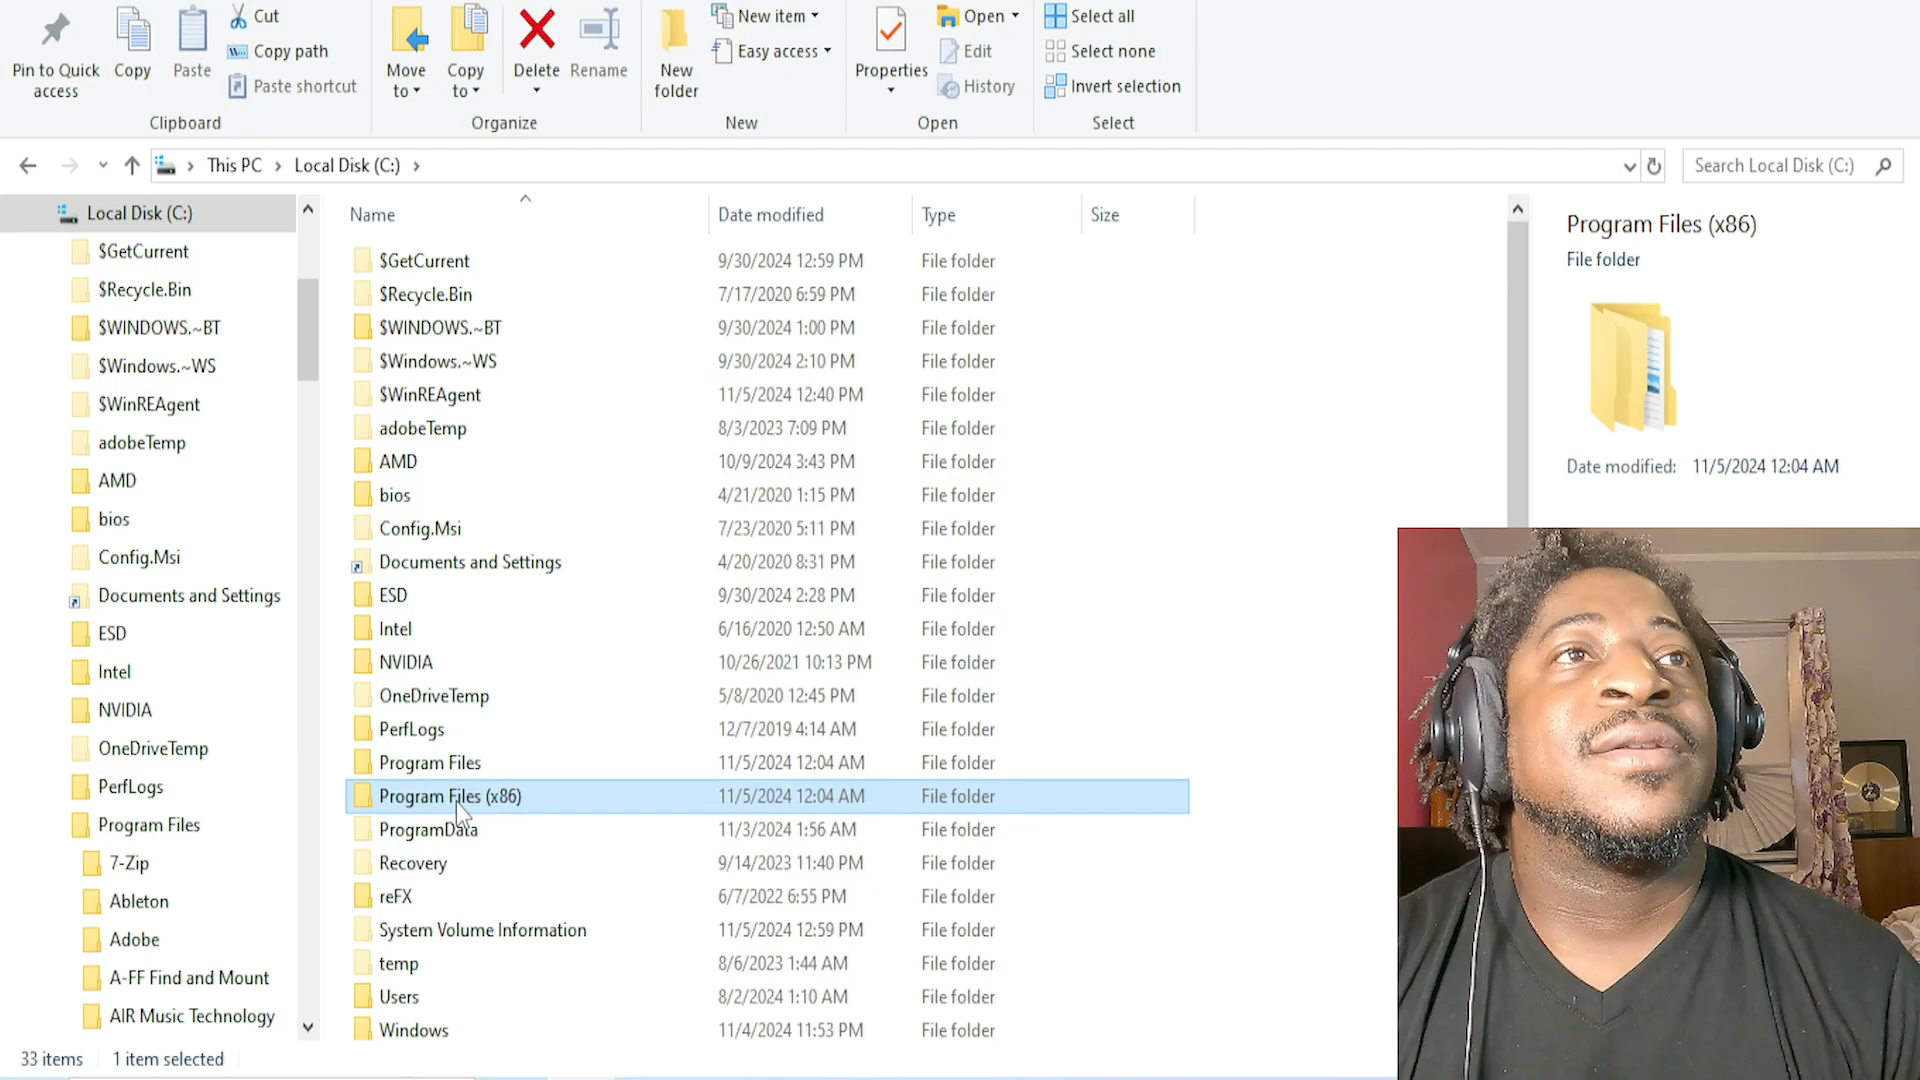 Pin to Quick access
Copy
Paste
Cut
Copy path
Paste shortcut
Clipboard
Move to
Copy to
Delete
Rename
Organize
New folder
New item
Easy access
New
Properties
Open
Edit
History
Open
Select all
Select none
Invert selection
Select
This PC > Local Disk (C:) >
Search Local Disk (C:)
Local Disk (C:)
$GetCurrent
$Recycle.Bin
$WINDOWS.~BT
$Windows.~WS
$WinREAgent
adobeTemp
AMD
bios
Config.Msi
Documents and Settings
ESD
Intel
NVIDIA
OneDriveTemp
PerfLogs
Program Files
7-Zip
Ableton
Adobe
A-FF Find and Mount
AIR Music Technology
Name Date modified Type Size
$GetCurrent 9/30/2024 12:59 PM File folder
$Recycle.Bin 7/17/2020 6:59 PM File folder
$WINDOWS.~BT 9/30/2024 1:00 PM File folder
$Windows.~WS 9/30/2024 2:10 PM File folder
$WinREAgent 11/5/2024 12:40 PM File folder
adobeTemp 8/3/2023 7:09 PM File folder
AMD 10/9/2024 3:43 PM File folder
bios 4/21/2020 1:15 PM File folder
Config.Msi 7/23/2020 5:11 PM File folder
Documents and Settings 4/20/2020 8:31 PM File folder
ESD 9/30/2024 2:28 PM File folder
Intel 6/16/2020 12:50 AM File folder
NVIDIA 10/26/2021 10:13 PM File folder
OneDriveTemp 5/8/2020 12:45 PM File folder
PerfLogs 12/7/2019 4:14 AM File folder
Program Files 11/5/2024 12:04 AM File folder
Program Files (x86) 11/5/2024 12:04 AM File folder
ProgramData 11/3/2024 1:56 AM File folder
Recovery 9/14/2023 11:40 PM File folder
reFX 6/7/2022 6:55 PM File folder
System Volume Information 11/5/2024 12:59 PM File folder
temp 8/6/2023 1:44 AM File folder
Users 8/2/2024 1:10 AM File folder
Windows 11/4/2024 11:53 PM File folder
Program Files (x86)
File folder
Date modified: 11/5/2024 12:04 AM
33 items 1 item selected